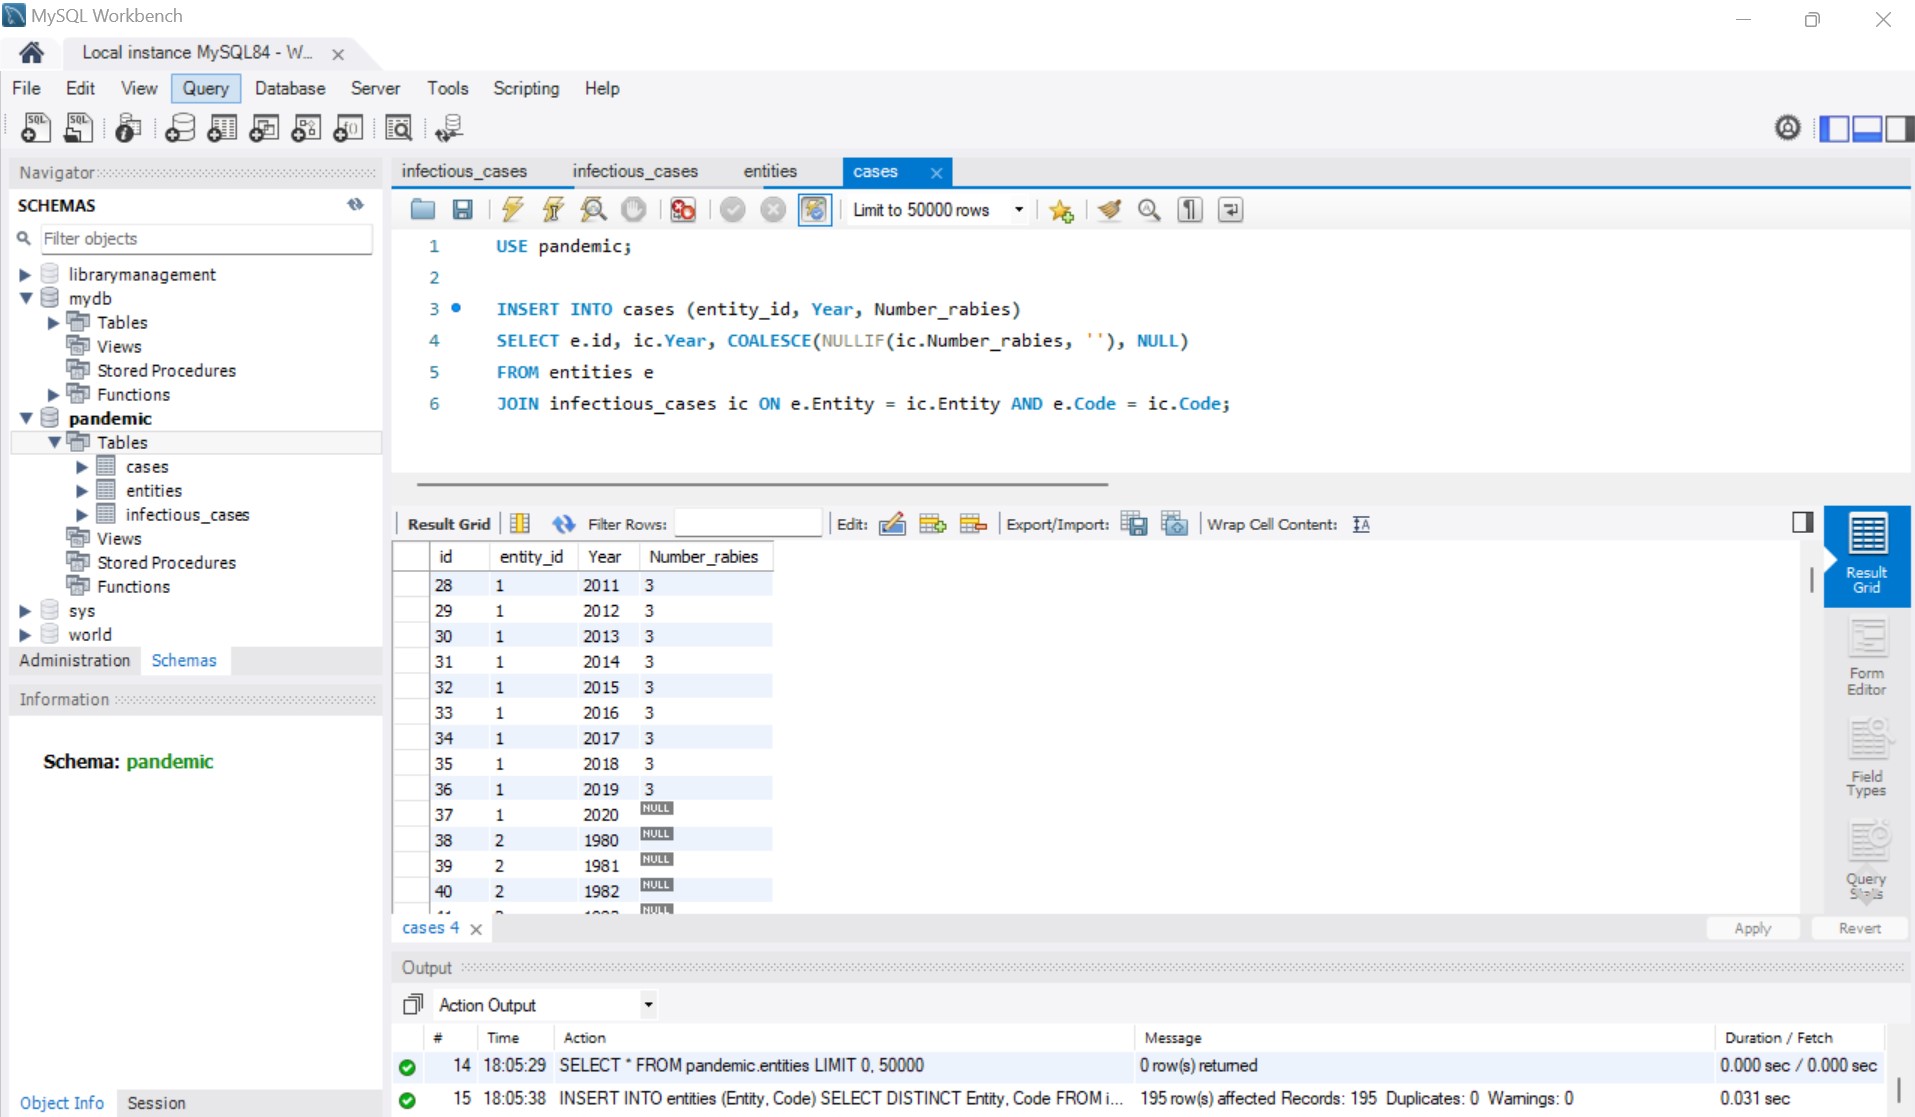 MySQL Workbench
Local instance MySQL84 - W...
File Edit View Query Database Server Tools Scripting Help
Navigator
SCHEMAS
Filter objects
librarymanagement
mydb
Tables
Views
Stored Procedures
Functions
pandemic
Tables
cases
entities
infectious_cases
Views
Stored Procedures
Functions
sys
world
Administration Schemas
Information
Schema: pandemic
Object Info Session
infectious_cases infectious_cases entities cases
Limit to 50000 rows
1 USE pandemic;
2
3 INSERT INTO cases (entity_id, Year, Number_rabies)
4 SELECT e.id, ic.Year, COALESCE(NULLIF(ic.Number_rabies, ''), NULL)
5 FROM entities e
6 JOIN infectious_cases ic ON e.Entity = ic.Entity AND e.Code = ic.Code;
Result Grid Filter Rows: Edit: Export/Import: Wrap Cell Content:
id entity_id Year Number_rabies
28 1 2011 3
29 1 2012 3
30 1 2013 3
31 1 2014 3
32 1 2015 3
33 1 2016 3
34 1 2017 3
35 1 2018 3
36 1 2019 3
37 1 2020 NULL
38 2 1980 NULL
39 2 1981 NULL
40 2 1982 NULL
Result
Grid
Form
Editor
Field
Types
Query
Stats
cases 4
Apply Revert
Output
Action Output
# Time Action Message Duration / Fetch
14 18:05:29 SELECT * FROM pandemic.entities LIMIT 0, 50000 0 row(s) returned 0.000 sec / 0.000 sec
15 18:05:38 INSERT INTO entities (Entity, Code) SELECT DISTINCT Entity, Code FROM i... 195 row(s) affected Records: 195 Duplicates: 0 Warnings: 0 0.031 sec